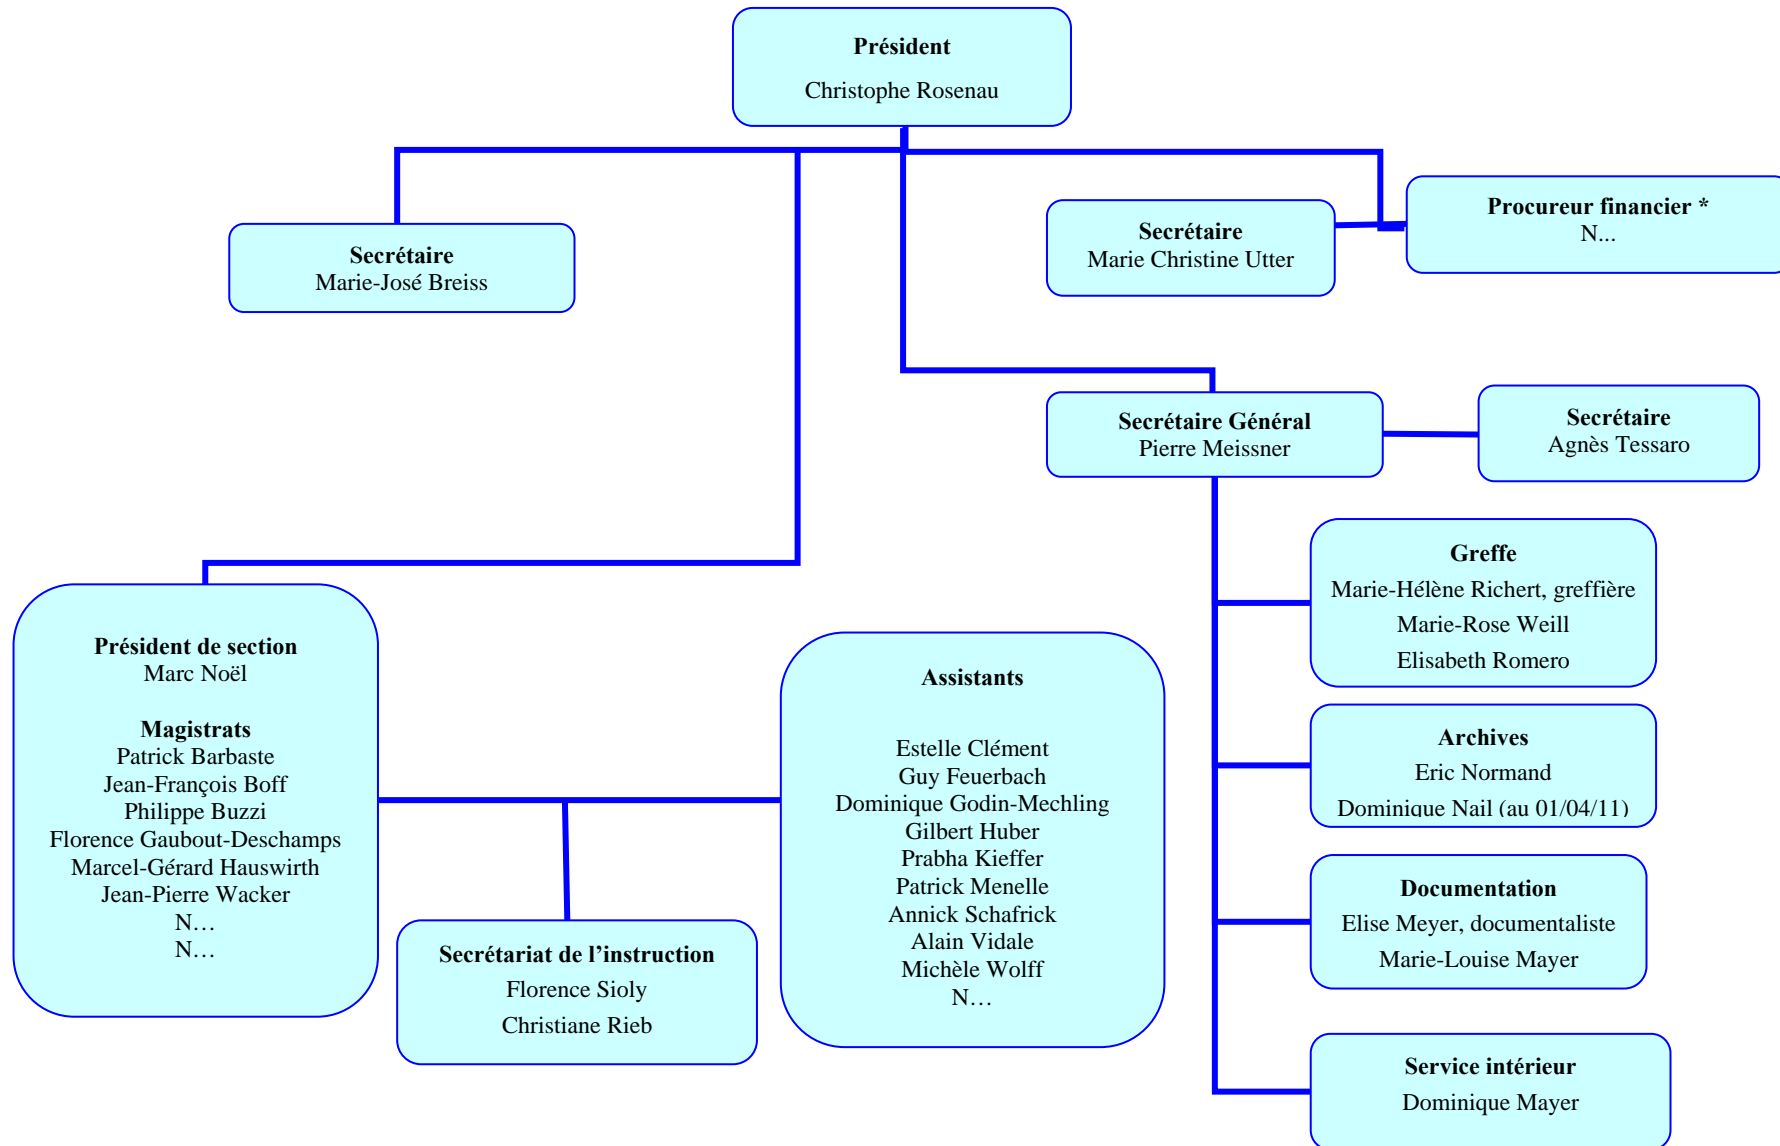 Président
Christophe Rosenau
Secrétaire
Marie-José Breiss
Secrétaire
Marie Christine Utter
Procureur financier *
N...
Secrétaire Général
Pierre Meissner
Secrétaire
Agnès Tessaro
Greffe
Marie-Hélène Richert, greffière
Marie-Rose Weill
Elisabeth Romero
Archives
Eric Normand
Dominique Nail (au 01/04/11)
Documentation
Elise Meyer, documentaliste
Marie-Louise Mayer
Service intérieur
Dominique Mayer
Président de section
Marc Noël
Magistrats
Patrick Barbaste
Jean-François Boff
Philippe Buzzi
Florence Gaubout-Deschamps
Marcel-Gérard Hauswirth
Jean-Pierre Wacker
N…
N…
Secrétariat de l’instruction
Florence Sioly
Christiane Rieb
Assistants
Estelle Clément
Guy Feuerbach
Dominique Godin-Mechling
Gilbert Huber
Prabha Kieffer
Patrick Menelle
Annick Schafrick
Alain Vidale
Michèle Wolff
N…